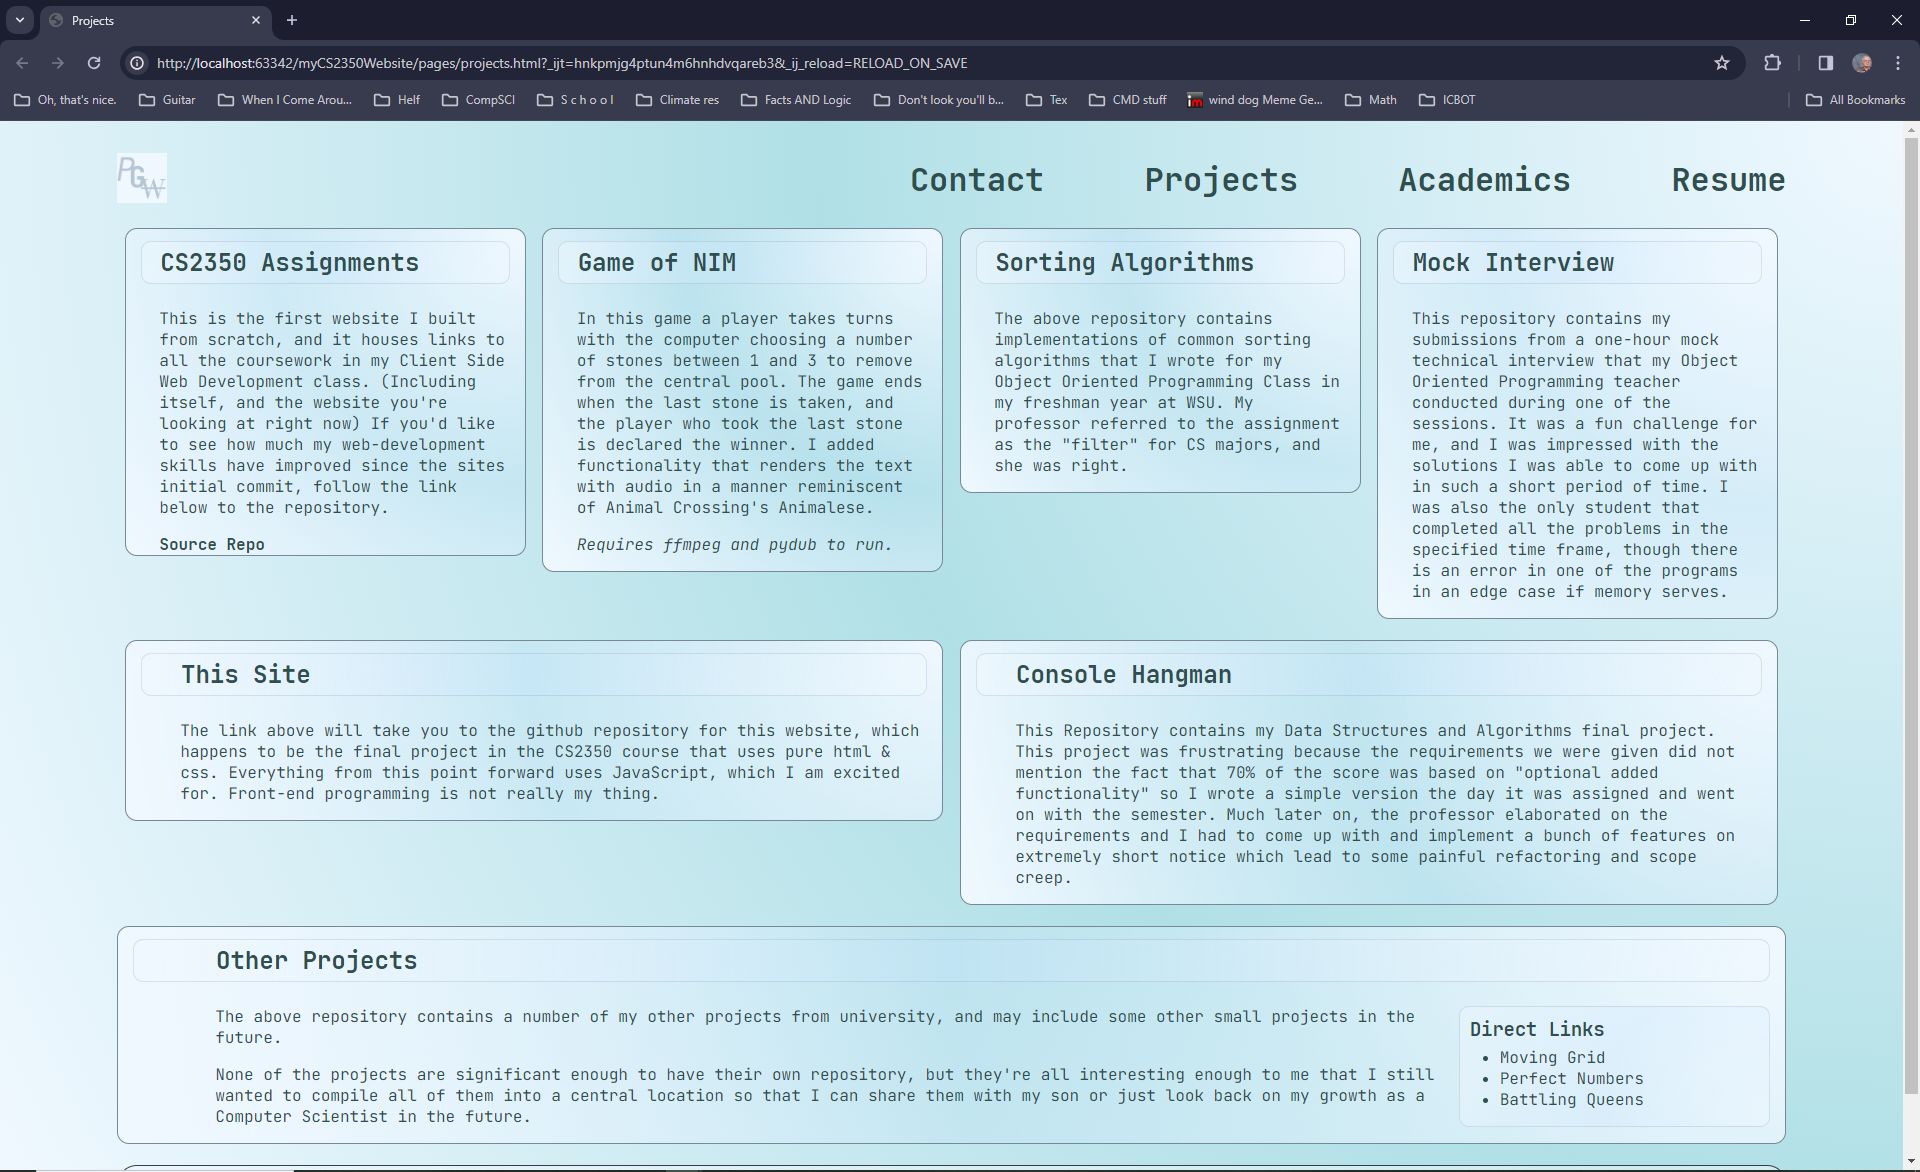 Projects
http://localhost:63342/myCS2350Website/pages/projects.html?_ijt=hnkpmjg4ptun4m6hnhdvqareb3&_ij_reload=RELOAD_ON_SAVE
Oh, that's nice.
Guitar
When I Come Arou...
Helf
CompSCI
S c h o o l
Climate res
Facts AND Logic
Don't look you'll b...
Tex
CMD stuff
wind dog Meme Ge...
Math
ICBOT
All Bookmarks
PGW
Contact
Projects
Academics
Resume
CS2350 Assignments
This is the first website I built
from scratch, and it houses links to
all the coursework in my Client Side
Web Development class. (Including
itself, and the website you're
looking at right now) If you'd like
to see how much my web-development
skills have improved since the sites
initial commit, follow the link
below to the repository.
Source Repo
Game of NIM
In this game a player takes turns
with the computer choosing a number
of stones between 1 and 3 to remove
from the central pool. The game ends
when the last stone is taken, and
the player who took the last stone
is declared the winner. I added
functionality that renders the text
with audio in a manner reminiscent
of Animal Crossing's Animalese.
Requires ffmpeg and pydub to run.
Sorting Algorithms
The above repository contains
implementations of common sorting
algorithms that I wrote for my
Object Oriented Programming Class in
my freshman year at WSU. My
professor referred to the assignment
as the "filter" for CS majors, and
she was right.
Mock Interview
This repository contains my
submissions from a one-hour mock
technical interview that my Object
Oriented Programming teacher
conducted during one of the
sessions. It was a fun challenge for
me, and I was impressed with the
solutions I was able to come up with
in such a short period of time. I
was also the only student that
completed all the problems in the
specified time frame, though there
is an error in one of the programs
in an edge case if memory serves.
This Site
The link above will take you to the github repository for this website, which
happens to be the final project in the CS2350 course that uses pure html &
css. Everything from this point forward uses JavaScript, which I am excited
for. Front-end programming is not really my thing.
Console Hangman
This Repository contains my Data Structures and Algorithms final project.
This project was frustrating because the requirements we were given did not
mention the fact that 70% of the score was based on "optional added
functionality" so I wrote a simple version the day it was assigned and went
on with the semester. Much later on, the professor elaborated on the
requirements and I had to come up with and implement a bunch of features on
extremely short notice which lead to some painful refactoring and scope
creep.
Other Projects
The above repository contains a number of my other projects from university, and may include some other small projects in the
future.
None of the projects are significant enough to have their own repository, but they're all interesting enough to me that I still
wanted to compile all of them into a central location so that I can share them with my son or just look back on my growth as a
Computer Scientist in the future.
Direct Links
• Moving Grid
• Perfect Numbers
• Battling Queens